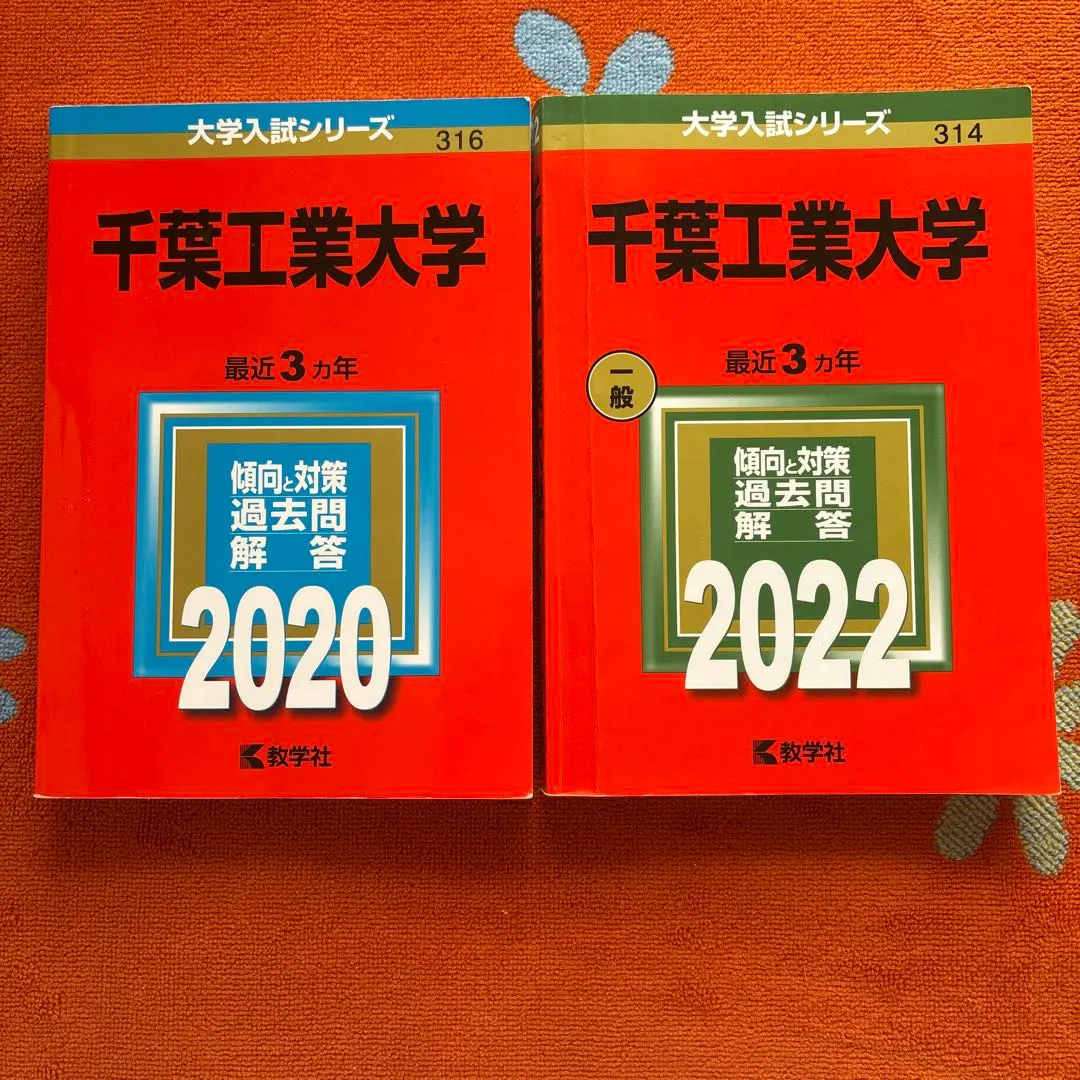 大学入試シリーズ
316
千葉工業大学
最近3カ年
傾向と対策
過去問
解答
2020
教学社
大学入試シリーズ
314
千葉工業大学
最近3カ年
一般
傾向と対策
過去問
解答
2022
教学社